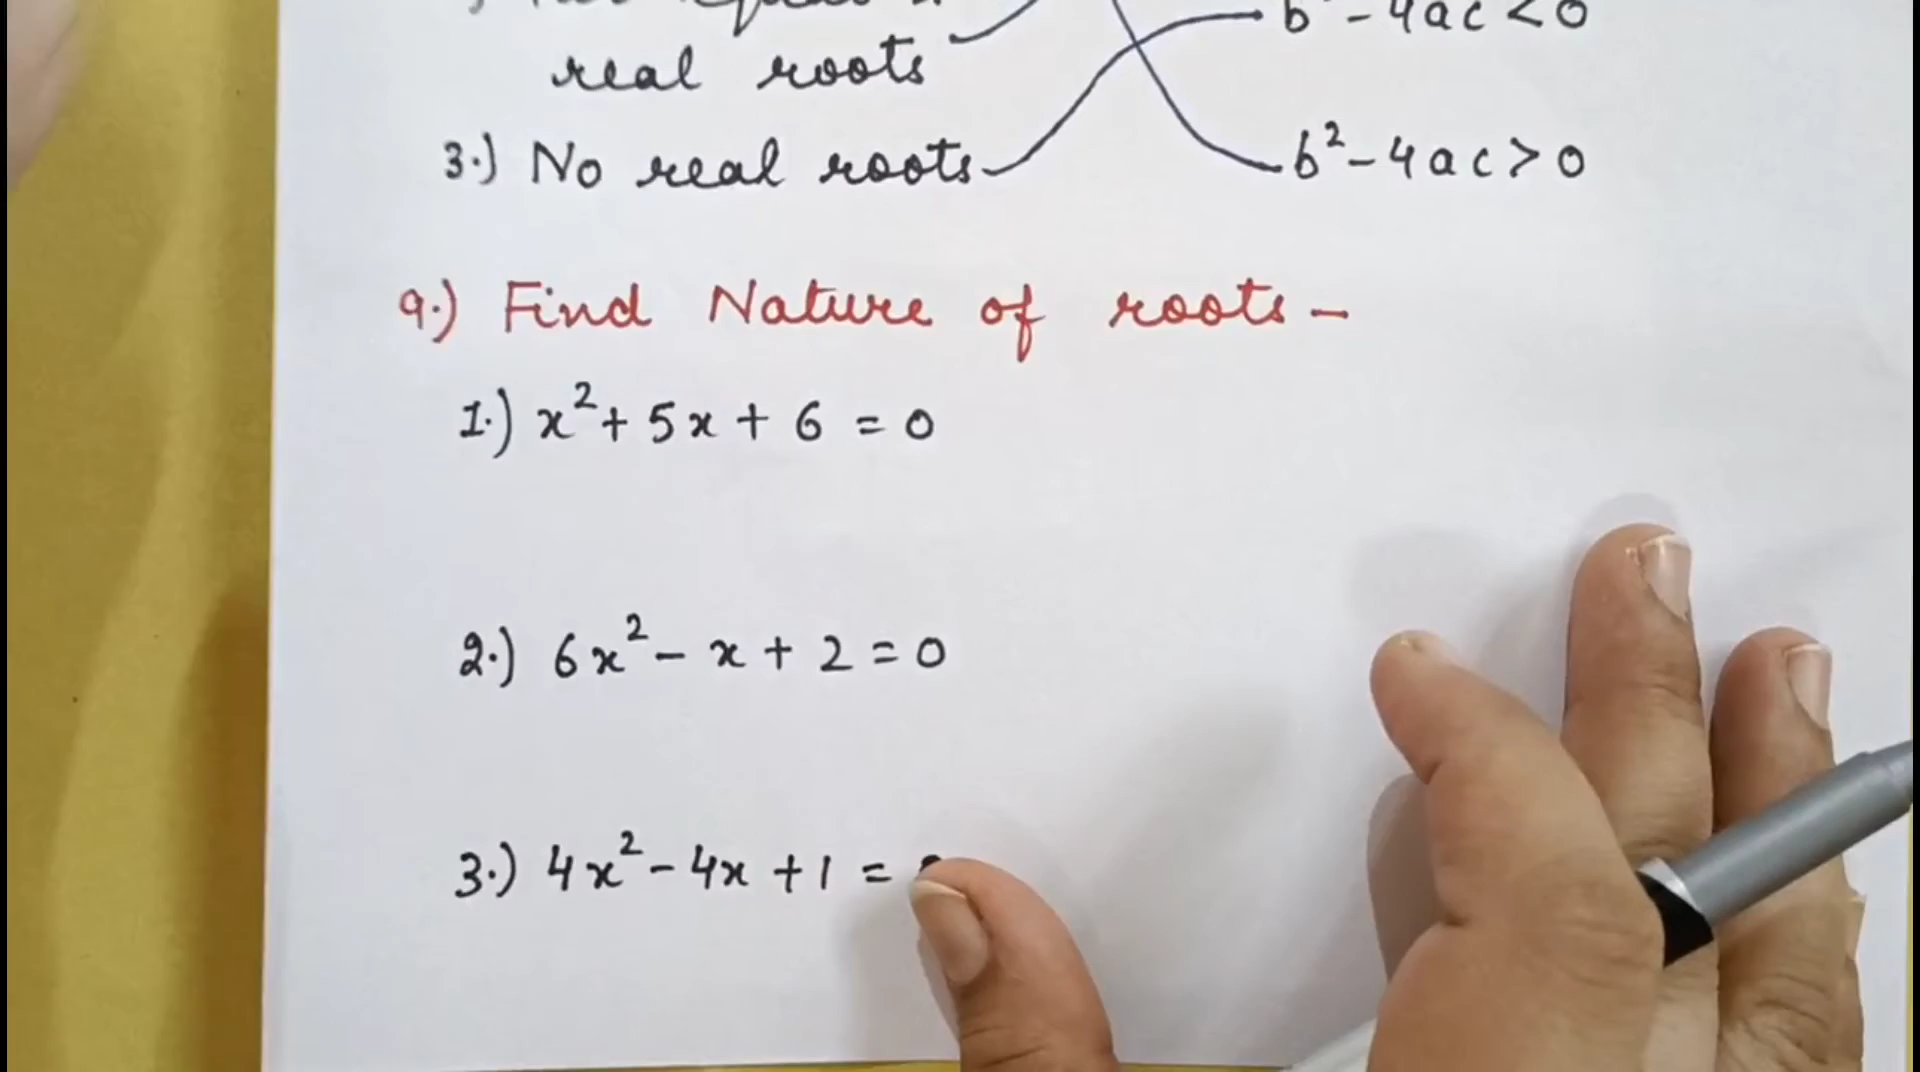 real roots
b² - 4ac < 0
3.) No real roots
b² - 4ac > 0
9.) Find Nature of roots -
1.) x² + 5x + 6 = 0
2.) 6x² - x + 2 = 0
3.) 4x² - 4x + 1 =